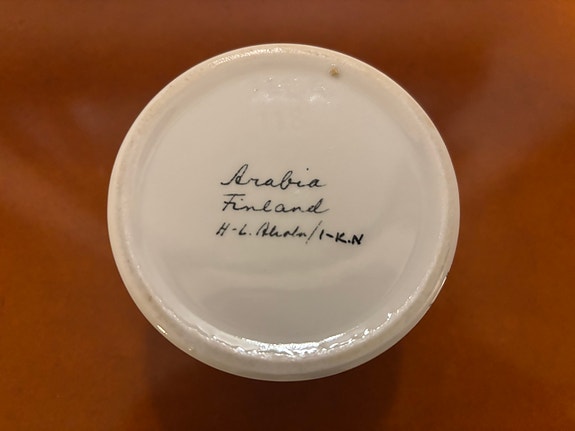 Arabia
Finland
H-L. Ahola/I-K.N